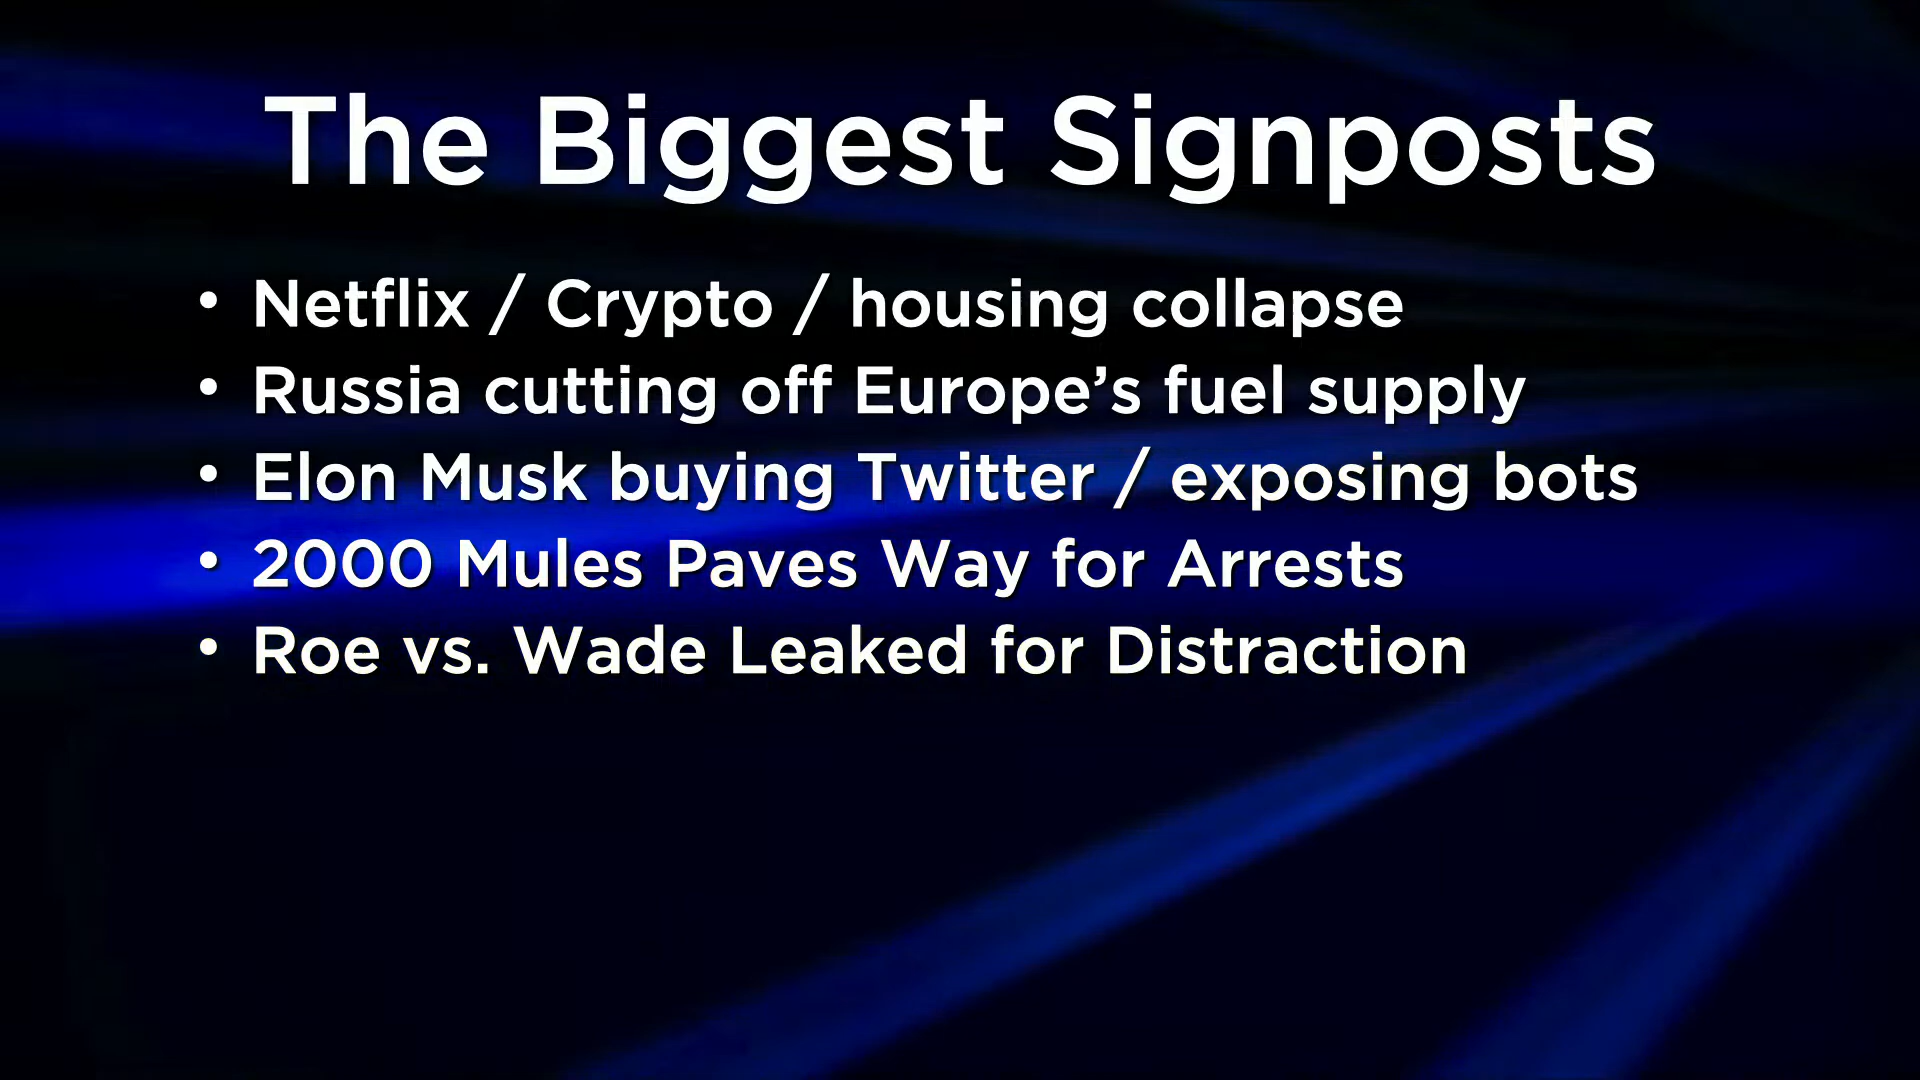 The Biggest Signposts
• Netflix / Crypto / housing collapse
• Russia cutting off Europe’s fuel supply
• Elon Musk buying Twitter / exposing bots
• 2000 Mules Paves Way for Arrests
• Roe vs. Wade Leaked for Distraction